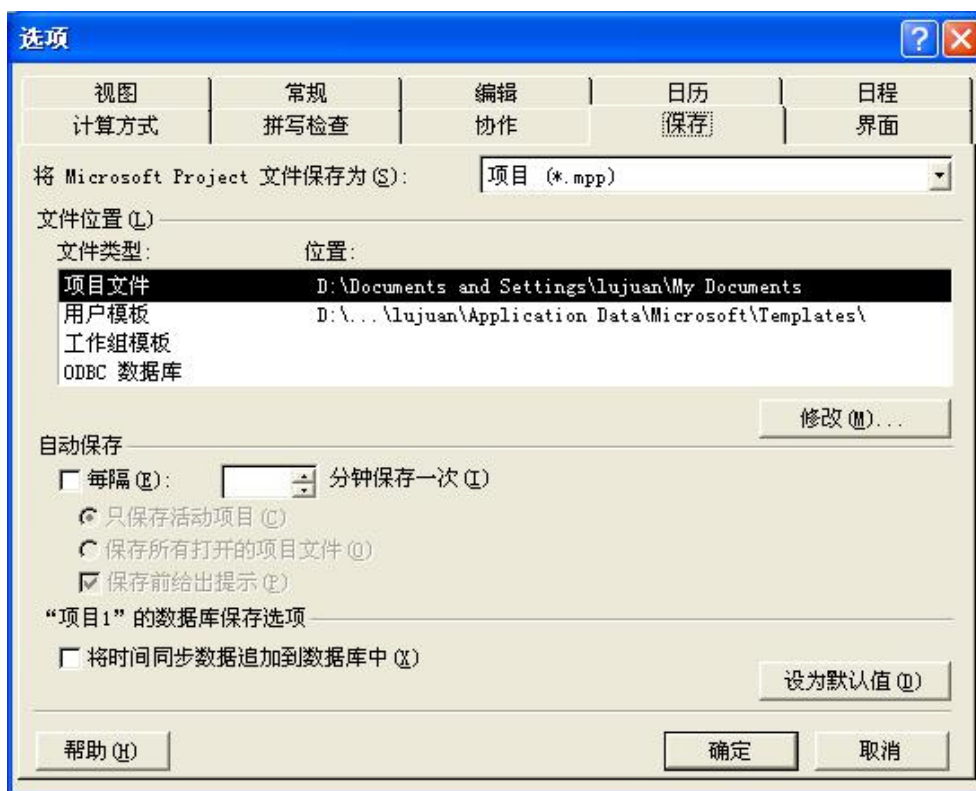 选项
视图 常规 编辑 日历 日程
计算方式 拼写检查 协作 保存 界面
将 Microsoft Project 文件保存为(S): 项目 (*.mpp)
文件位置(L)
文件类型: 位置:
项目文件 D:\Documents and Settings\lujuan\My Documents
用户模板 D:\...\lujuan\Application Data\Microsoft\Templates\
工作组模板
ODBC 数据库
修改(M)...
自动保存
每隔(E): 分钟保存一次(I)
只保存活动项目(C)
保存所有打开的项目文件(O)
保存前给出提示(P)
“项目1”的数据库保存选项
将时间同步数据追加到数据库中(X)
设为默认值(D)
帮助(H) 确定 取消